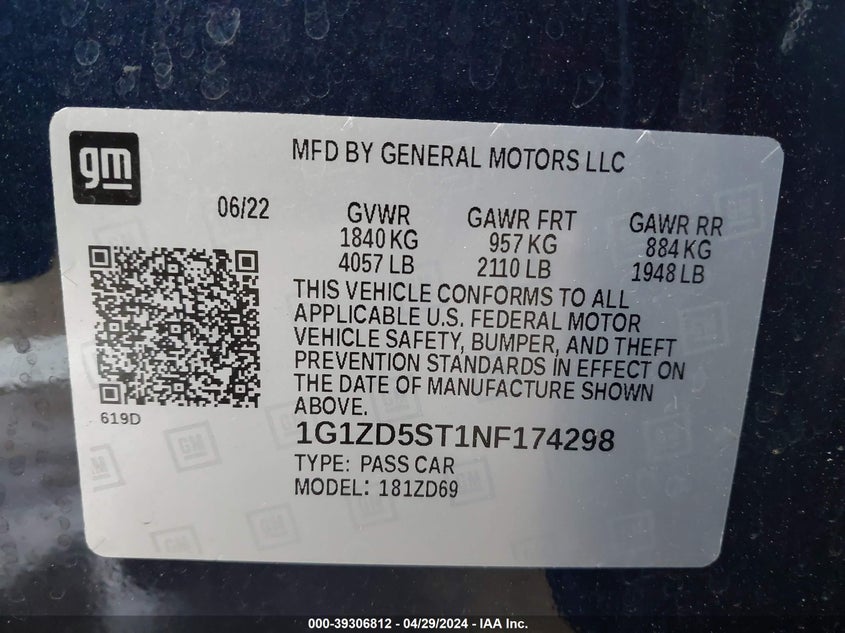 gm
MFD BY GENERAL MOTORS LLC
06/22
GVWR
1840 KG
4057 LB
GAWR FRT
957 KG
2110 LB
GAWR RR
884 KG
1948 LB
THIS VEHICLE CONFORMS TO ALL
APPLICABLE U.S. FEDERAL MOTOR
VEHICLE SAFETY, BUMPER, AND THEFT
PREVENTION STANDARDS IN EFFECT ON
THE DATE OF MANUFACTURE SHOWN
ABOVE.
619D
1G1ZD5ST1NF174298
TYPE: PASS CAR
MODEL: 181ZD69
000-39306812 - 04/29/2024 - IAA Inc.